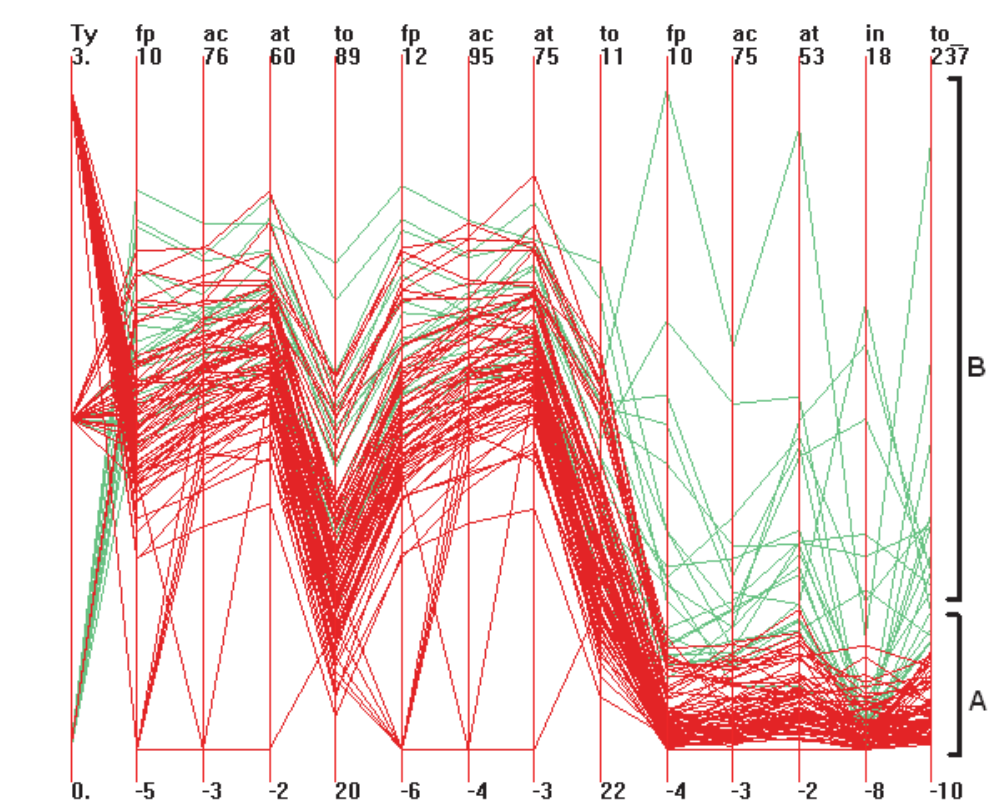 Ty fp ac at to fp ac at to fp ac at in to_
3. 10 76 60 89 12 95 75 11 10 75 53 18 237
B
A
0. -5 -3 -2 20 -6 -4 -3 22 -4 -3 -2 -8 -10